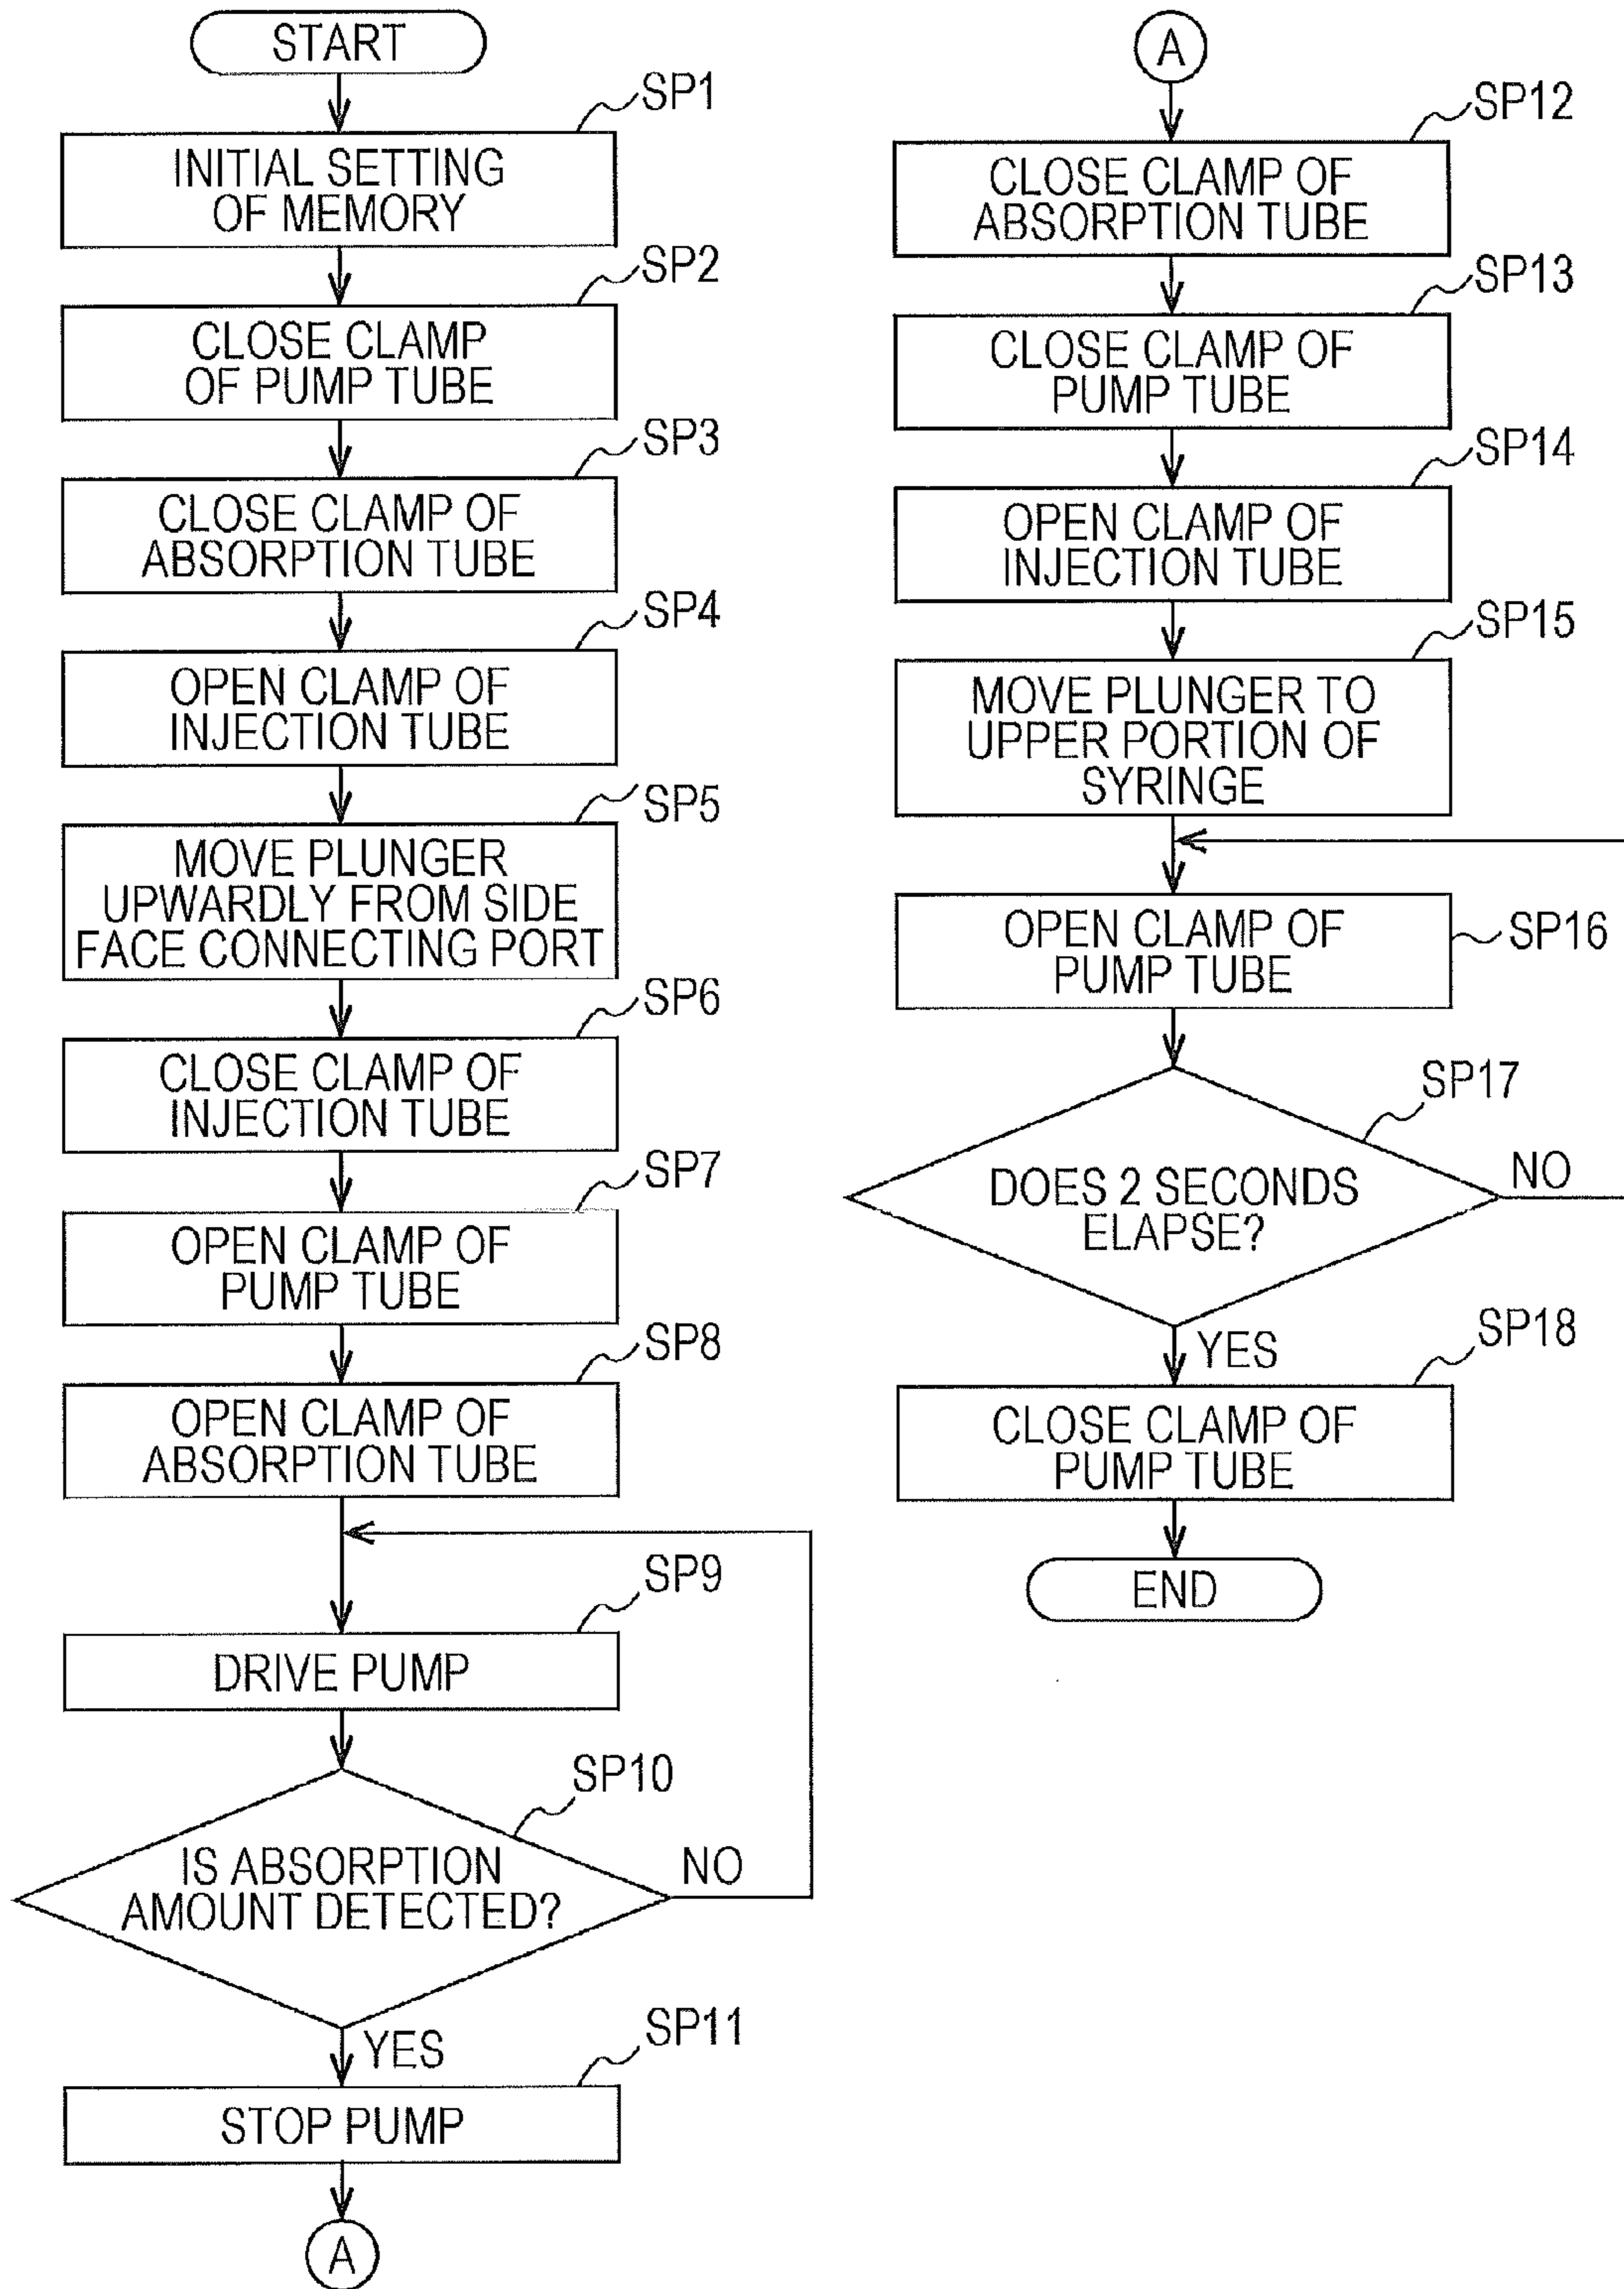 START
SP1
INITIAL SETTING
OF MEMORY
SP2
CLOSE CLAMP
OF PUMP TUBE
SP3
CLOSE CLAMP OF
ABSORPTION TUBE
SP4
OPEN CLAMP OF
INJECTION TUBE
SP5
MOVE PLUNGER
UPWARDLY FROM SIDE
FACE CONNECTING PORT
SP6
CLOSE CLAMP OF
INJECTION TUBE
SP7
OPEN CLAMP OF
PUMP TUBE
SP8
OPEN CLAMP OF
ABSORPTION TUBE
SP9
DRIVE PUMP
SP10
IS ABSORPTION
AMOUNT DETECTED?
NO
YES
SP11
STOP PUMP
A
A
SP12
CLOSE CLAMP OF
ABSORPTION TUBE
SP13
CLOSE CLAMP OF
PUMP TUBE
SP14
OPEN CLAMP OF
INJECTION TUBE
SP15
MOVE PLUNGER TO
UPPER PORTION OF
SYRINGE
OPEN CLAMP OF
PUMP TUBE
SP16
SP17
DOES 2 SECONDS
ELAPSE?
NO
YES
SP18
CLOSE CLAMP OF
PUMP TUBE
END